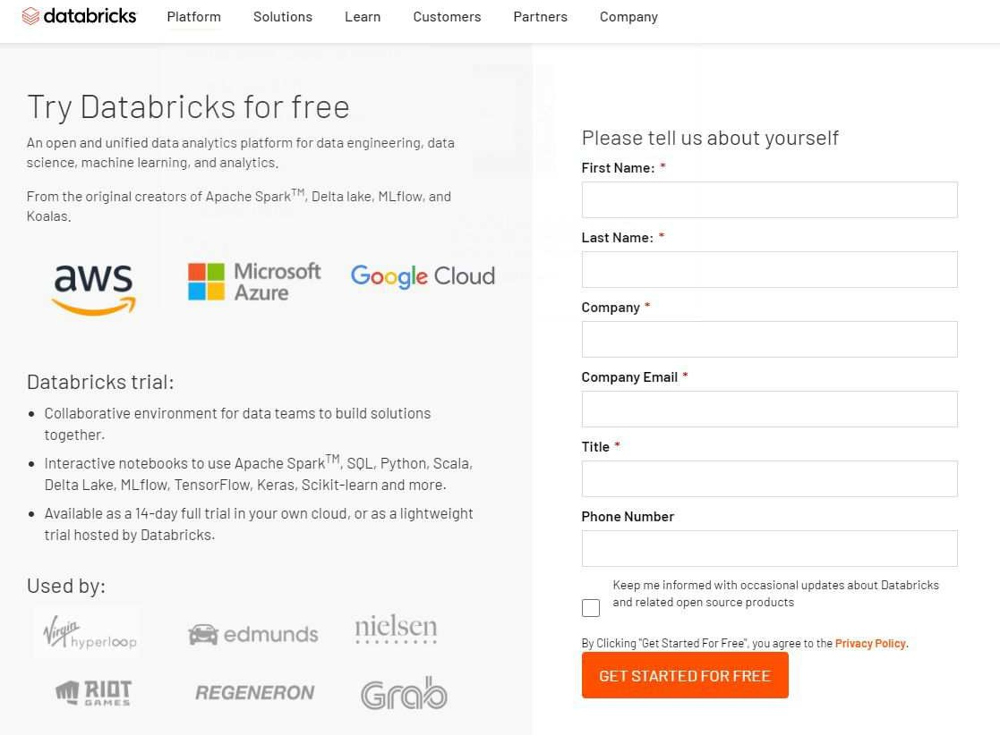 databricks
Platform
Solutions
Learn
Customers
Partners
Company
Try Databricks for free
An open and unified data analytics platform for data engineering, data
science, machine learning, and analytics.
From the original creators of Apache Spark™, Delta lake, MLflow, and
Koalas.
aws
Microsoft
Azure
Google Cloud
Databricks trial:
Collaborative environment for data teams to build solutions
together.
Interactive notebooks to use Apache Spark™, SQL, Python, Scala,
Delta Lake, MLflow, TensorFlow, Keras, Scikit-learn and more.
Available as a 14-day full trial in your own cloud, or as a lightweight
trial hosted by Databricks.
Used by:
Virgin
hyperloop
edmunds
nielsen
RIOT
GAMES
REGENERON
Grab
Please tell us about yourself
First Name: *
Last Name: *
Company *
Company Email *
Title *
Phone Number
Keep me informed with occasional updates about Databricks
and related open source products
By Clicking "Get Started For Free", you agree to the Privacy Policy.
GET STARTED FOR FREE